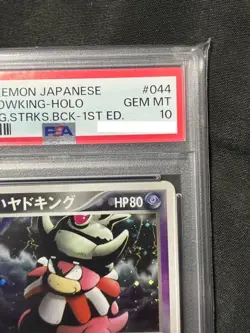 EMON JAPANESE #044
OWKING-HOLO GEM MT
G.STRKS.BCK-1ST ED. 10
PSA
いヤドキング HP80